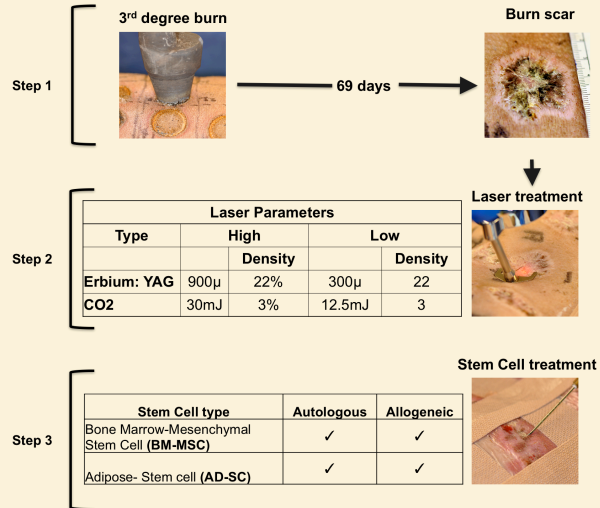 3rd degree burn
Burn scar
Step 1
69 days
Laser treatment
Step 2
Laser Parameters
Type High Low
Density Density
Erbium: YAG 900µ 22% 300µ 22
CO2 30mJ 3% 12.5mJ 3
Stem Cell treatment
Step 3
Stem Cell type Autologous Allogeneic
Bone Marrow-Mesenchymal
Stem Cell (BM-MSC) ✓ ✓
Adipose- Stem cell (AD-SC) ✓ ✓